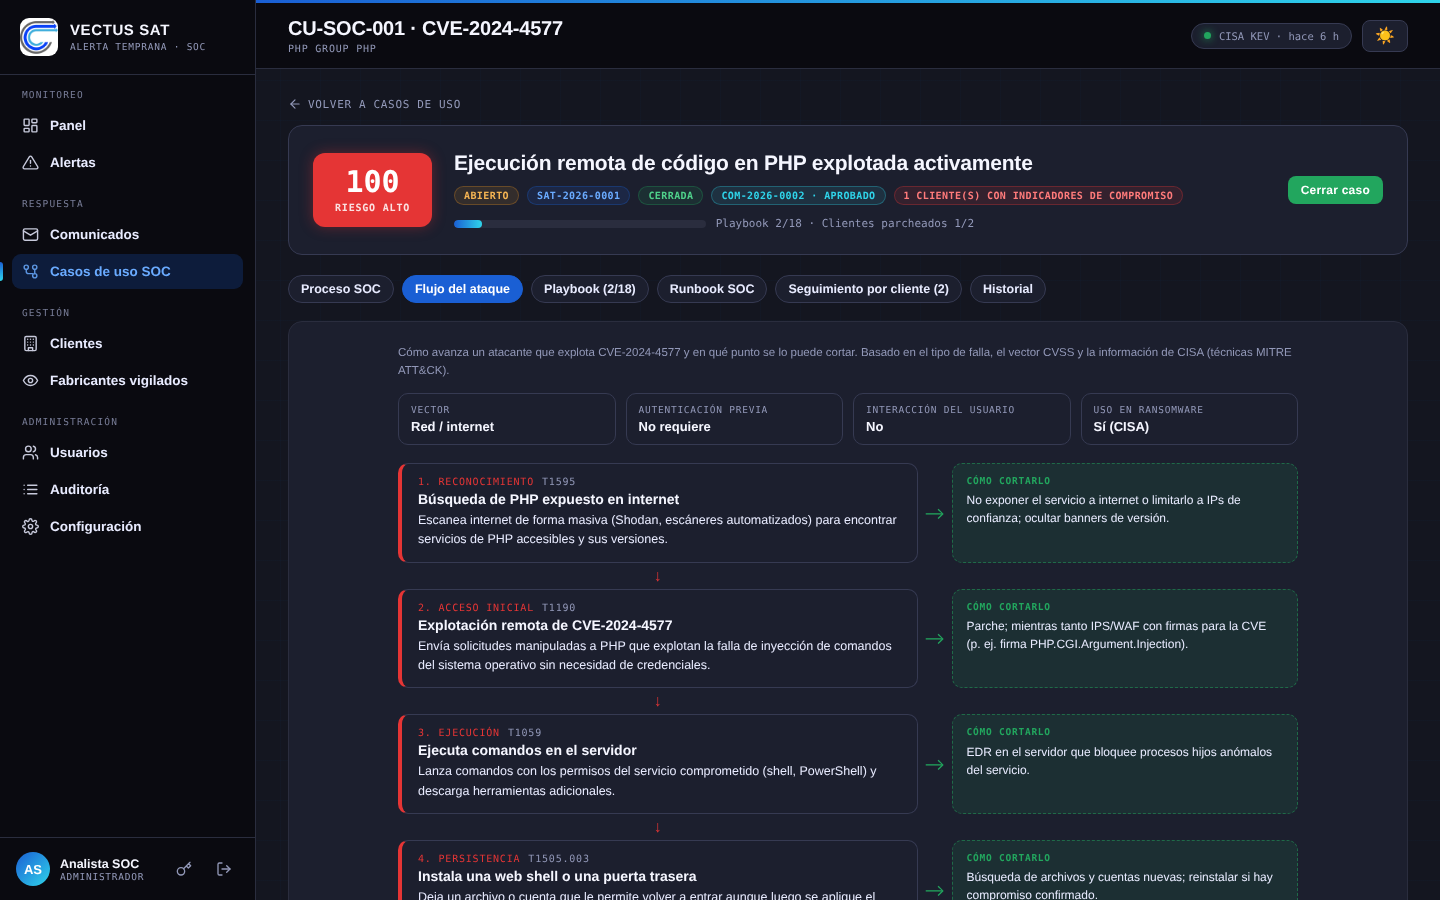 VECTUS SAT
ALERTA TEMPRANA · SOC
MONITOREO
Panel
Alertas
RESPUESTA
Comunicados
Casos de uso SOC
GESTIÓN
Clientes
Fabricantes vigilados
ADMINISTRACIÓN
Usuarios
Auditoría
Configuración
AS
Analista SOC
ADMINISTRADOR
CU-SOC-001 · CVE-2024-4577
PHP GROUP PHP
CISA KEV · hace 6 h
← VOLVER A CASOS DE USO
100
RIESGO ALTO
Ejecución remota de código en PHP explotada activamente
ABIERTO
SAT-2026-0001
CERRADA
COM-2026-0002 · APROBADO
1 CLIENTE(S) CON INDICADORES DE COMPROMISO
Playbook 2/18 · Clientes parcheados 1/2
Cerrar caso
Proceso SOC
Flujo del ataque
Playbook (2/18)
Runbook SOC
Seguimiento por cliente (2)
Historial
Cómo avanza un atacante que explota CVE-2024-4577 y en qué punto se lo puede cortar. Basado en el tipo de falla, el vector CVSS y la información de CISA (técnicas MITRE
ATT&CK).
VECTOR
Red / internet
AUTENTICACIÓN PREVIA
No requiere
INTERACCIÓN DEL USUARIO
No
USO EN RANSOMWARE
Sí (CISA)
1. RECONOCIMIENTO T1595
Búsqueda de PHP expuesto en internet
Escanea internet de forma masiva (Shodan, escáneres automatizados) para encontrar
servicios de PHP accesibles y sus versiones.
→
CÓMO CORTARLO
No exponer el servicio a internet o limitarlo a IPs de
confianza; ocultar banners de versión.
↓
2. ACCESO INICIAL T1190
Explotación remota de CVE-2024-4577
Envía solicitudes manipuladas a PHP que explotan la falla de inyección de comandos
del sistema operativo sin necesidad de credenciales.
→
CÓMO CORTARLO
Parche; mientras tanto IPS/WAF con firmas para la CVE
(p. ej. firma PHP.CGI.Argument.Injection).
↓
3. EJECUCIÓN T1059
Ejecuta comandos en el servidor
Lanza comandos con los permisos del servicio comprometido (shell, PowerShell) y
descarga herramientas adicionales.
→
CÓMO CORTARLO
EDR en el servidor que bloquee procesos hijos anómalos
del servicio.
↓
4. PERSISTENCIA T1505.003
Instala una web shell o una puerta trasera
Deja un archivo o cuenta que le permite volver a entrar aunque luego se aplique el
→
CÓMO CORTARLO
Búsqueda de archivos y cuentas nuevas; reinstalar si hay
compromiso confirmado.